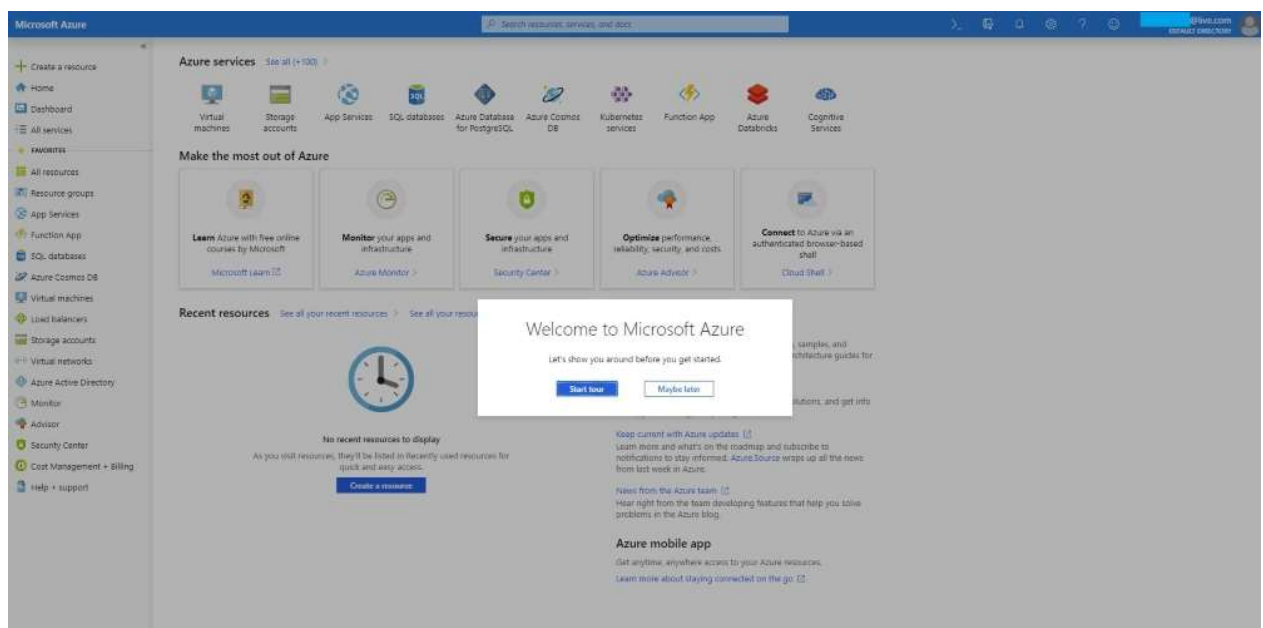 Microsoft Azure
Search resources, services, and docs
@live.com
DEFAULT DIRECTORY
Create a resource
Home
Dashboard
All services
FAVORITES
All resources
Resource groups
App Services
Function App
SQL databases
Azure Cosmos DB
Virtual machines
Load balancers
Storage accounts
Virtual networks
Azure Active Directory
Monitor
Advisor
Security Center
Cost Management + Billing
Help + support
Azure services See all (+100) >
Virtual machines
Storage accounts
App Services
SQL databases
Azure Database for PostgreSQL
Azure Cosmos DB
Kubernetes services
Function App
Azure Databricks
Cognitive Services
Make the most out of Azure
Learn Azure with free online
courses by Microsoft
Microsoft Learn
Monitor your apps and
infrastructure
Azure Monitor >
Secure your apps and
infrastructure
Security Center >
Optimize performance,
reliability, security, and costs
Azure Advisor >
Connect to Azure via an
authenticated browser-based
shell
Cloud Shell >
Recent resources See all your recent resources > See all your
No recent resources to display
As you visit resources, they'll be listed in Recently used resources for
quick and easy access.
Create a resource
Welcome to Microsoft Azure
Let's show you around before you get started.
Start tour
Maybe later
samples, and
architecture guides for
and get info
Keep current with Azure updates
Learn more and what's on the roadmap and subscribe to
notifications to stay informed. Azure.Source wraps up all the news
from last week in Azure.
News from the Azure team
Hear right from the team developing features that help you solve
problems in the Azure blog.
Azure mobile app
Get anytime, anywhere access to your Azure resources.
Learn more about staying connected on the go